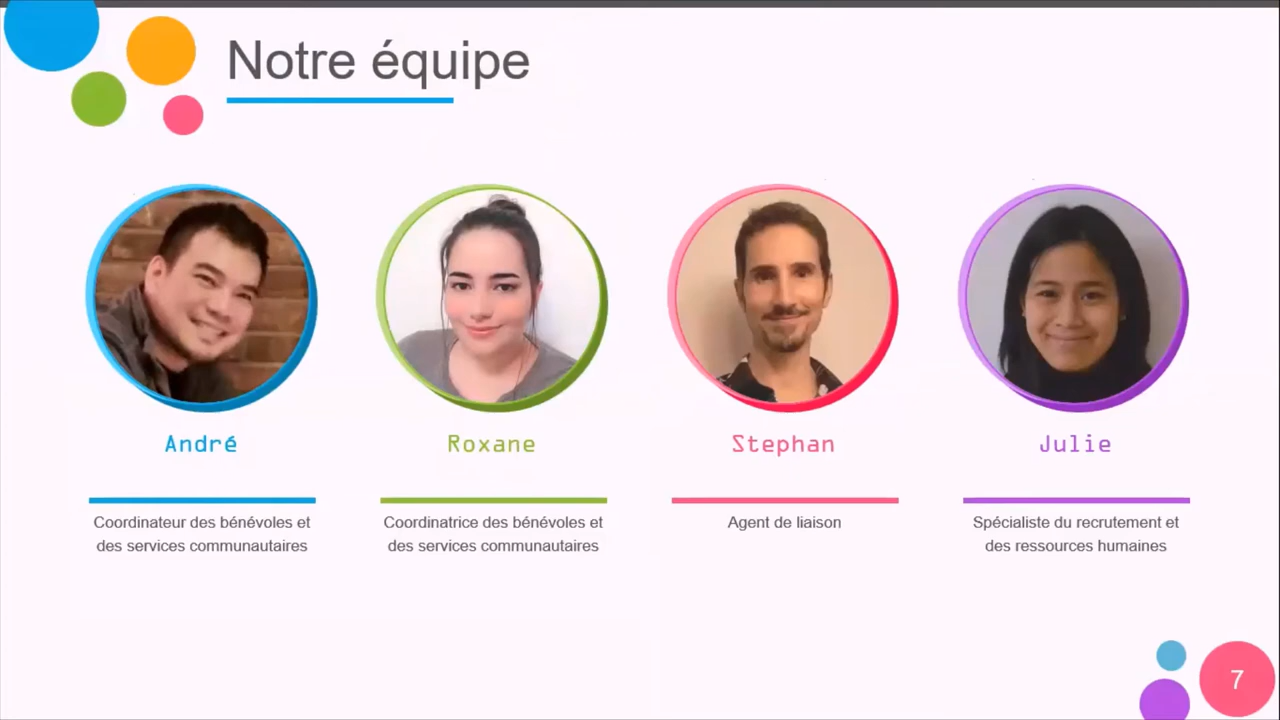 Notre équipe
André
Roxane
Stephan
Julie
Coordinateur des bénévoles et
des services communautaires
Coordinatrice des bénévoles et
des services communautaires
Agent de liaison
Spécialiste du recrutement et
des ressources humaines
7